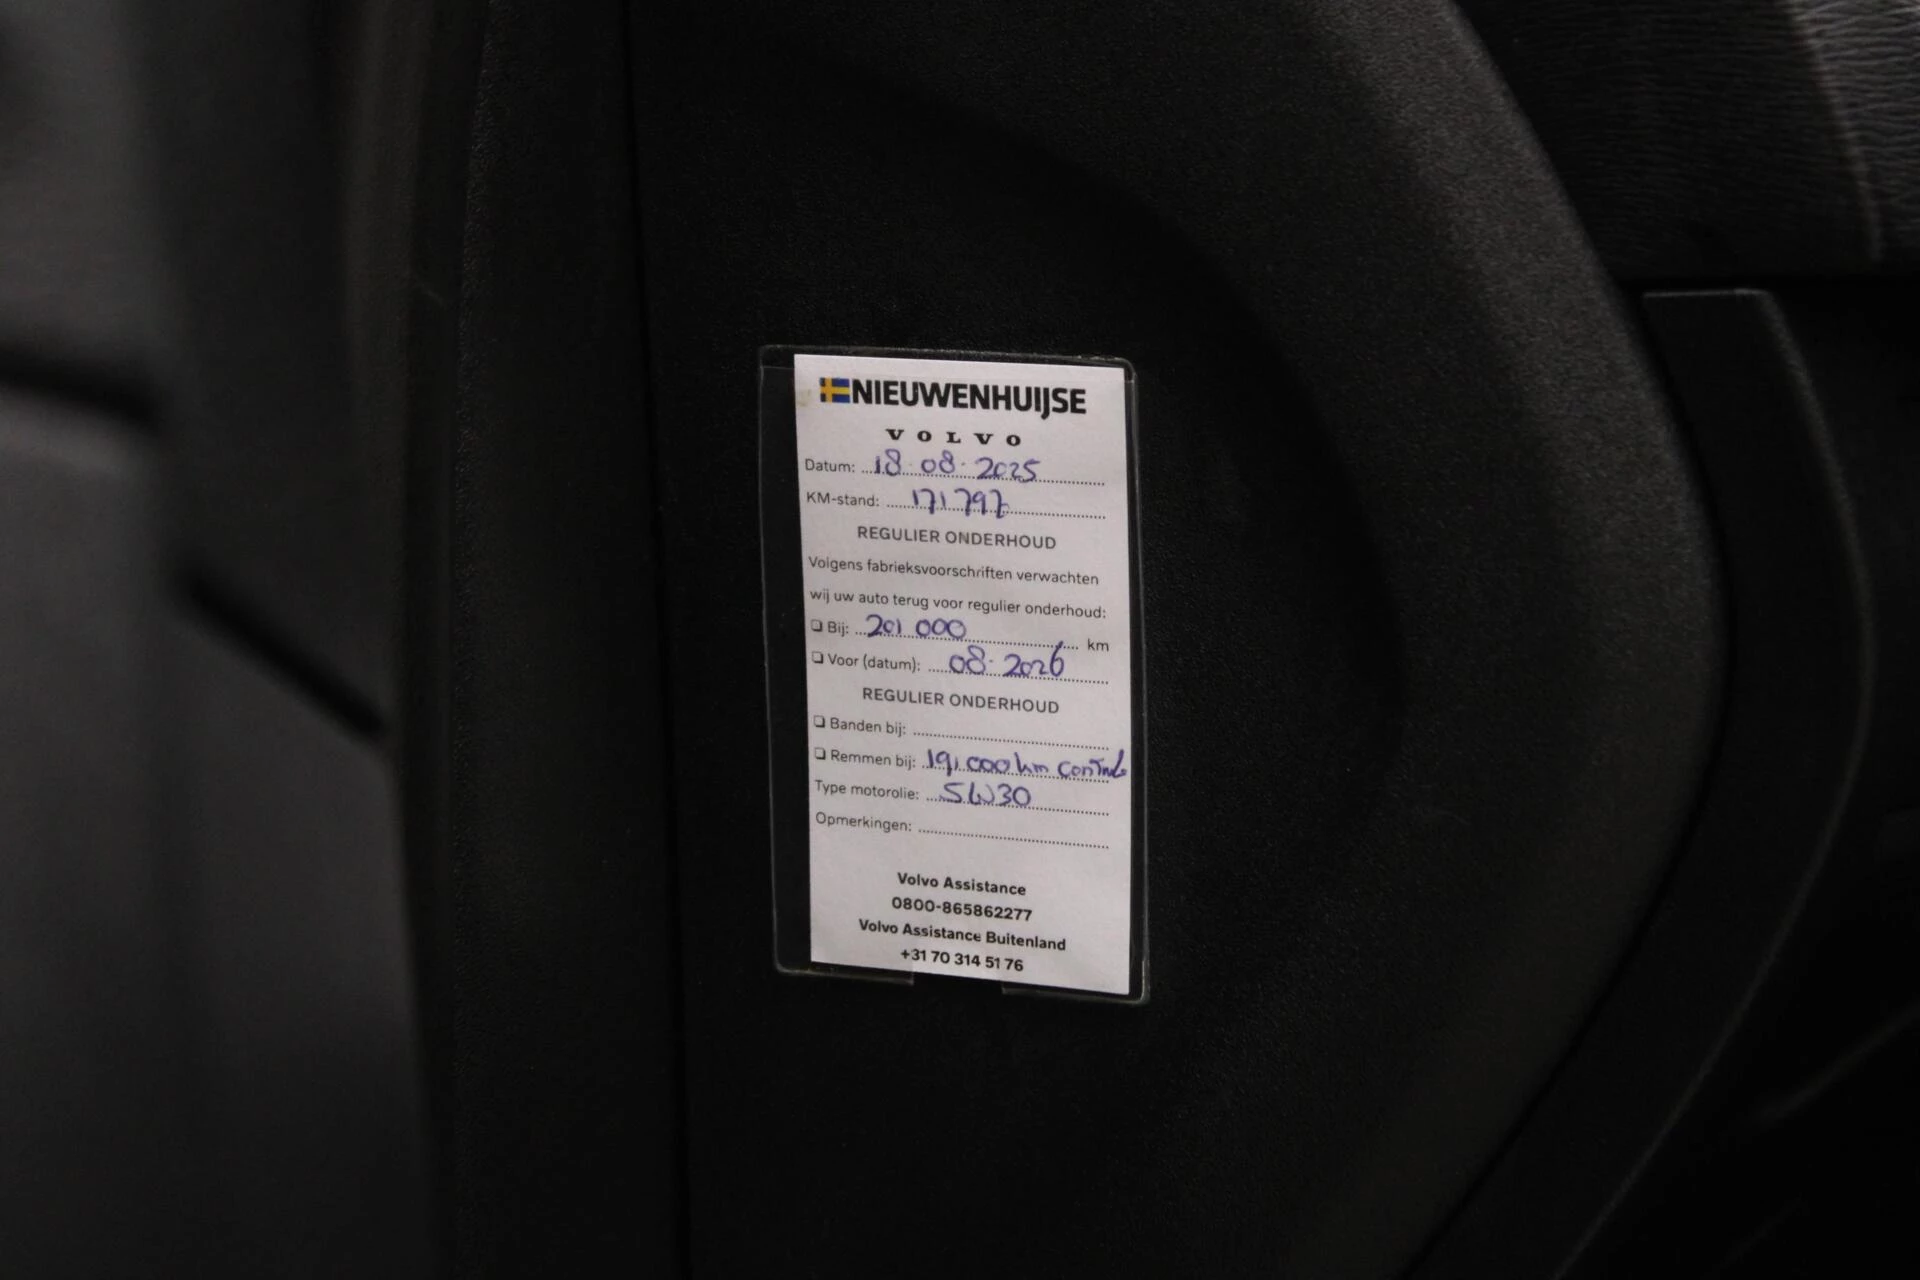 NIEUWENHUIJSE
VOLVO
Datum: 18-08-2025
KM-stand: 171797
REGULIER ONDERHOUD
Volgens fabrieksvoorschriften verwachten
wij uw auto terug voor regulier onderhoud:
❏ Bij: 201 000 km
❏ Voor (datum): 08-2026
REGULIER ONDERHOUD
❏ Banden bij:
❏ Remmen bij: 191 000 km
Type motorolie: 5W30
Opmerkingen:
Volvo Assistance
0800-865862277
Volvo Assistance Buitenland
+31 70 314 51 76